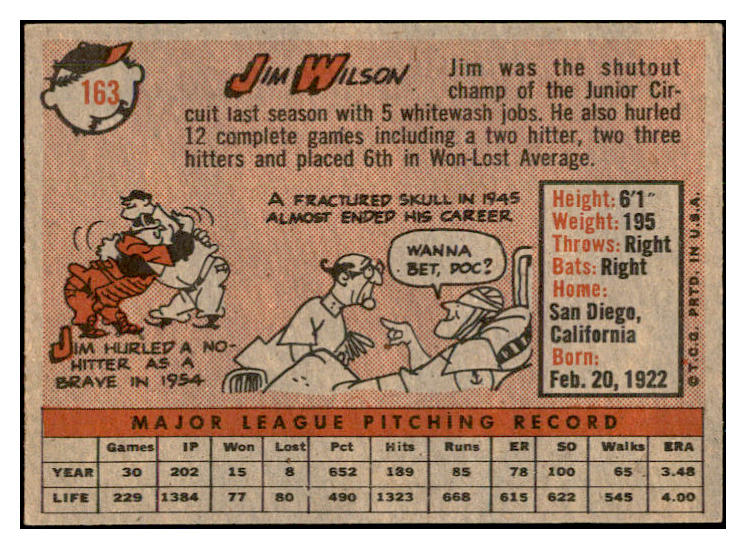 163
Jim Wilson
Jim was the shutout
champ of the Junior Cir-
cuit last season with 5 whitewash jobs. He also hurled
12 complete games including a two hitter, two three
hitters and placed 6th in Won-Lost Average.
A FRACTURED SKULL IN 1945
ALMOST ENDED HIS CAREER
WANNA
BET, DOC?
JIM HURLED A NO-
HITTER AS A
BRAVE IN 1954
Height: 6'1"
Weight: 195
Throws: Right
Bats: Right
Home:
San Diego,
California
Born:
Feb. 20, 1922
© T.C.G. PRTD. IN U.S.A.
MAJOR LEAGUE PITCHING RECORD
Games IP Won Lost Pct Hits Runs ER SO Walks ERA
YEAR 30 202 15 8 652 189 85 78 100 65 3.48
LIFE 229 1384 77 80 490 1323 668 615 622 545 4.00